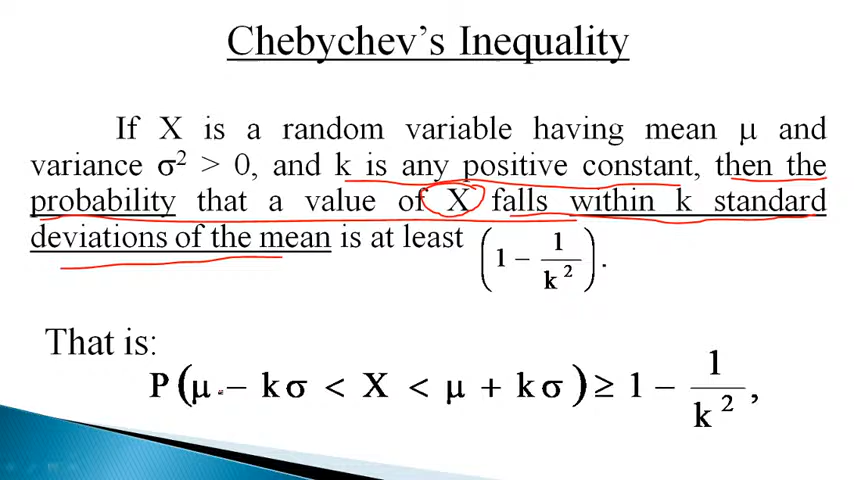 Chebychev's Inequality
If X is a random variable having mean μ and
variance σ² > 0, and k is any positive constant, then the
probability that a value of X falls within k standard
deviations of the mean is at least (1 − 1/k²).
That is:
P(μ − kσ < X < μ + kσ) ≥ 1 − 1/k²,